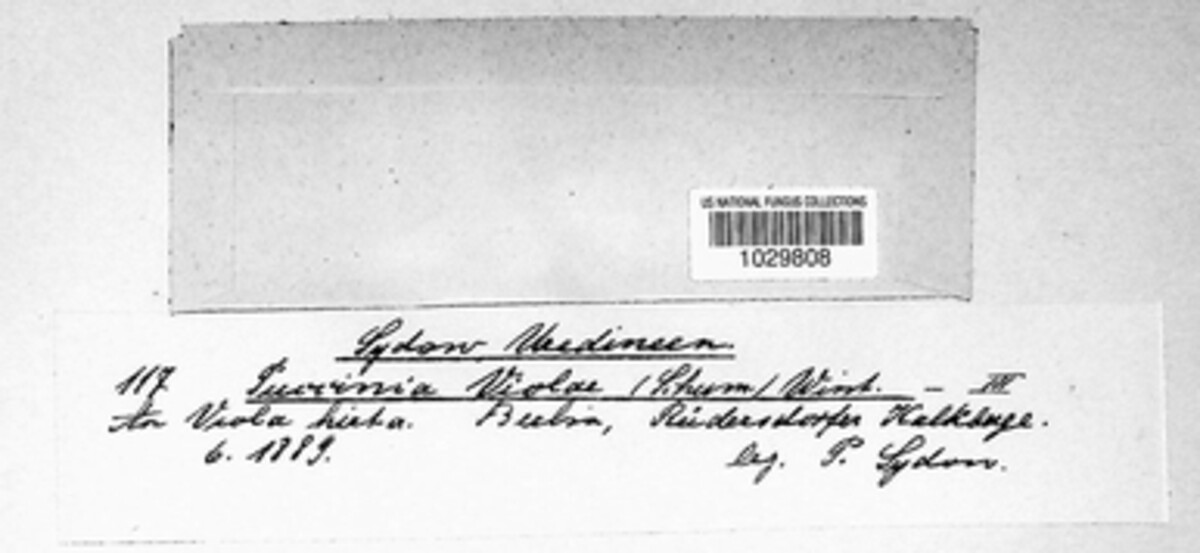 US NATIONAL FUNGUS COLLECTIONS
1029808
Sydow, Uredineen.
117 Puccinia Violae (Schum) Wint. – III
An Viola hirta. Berlin, Rüdersdorfer Kalkberge.
6. 1889. leg. P. Sydow.